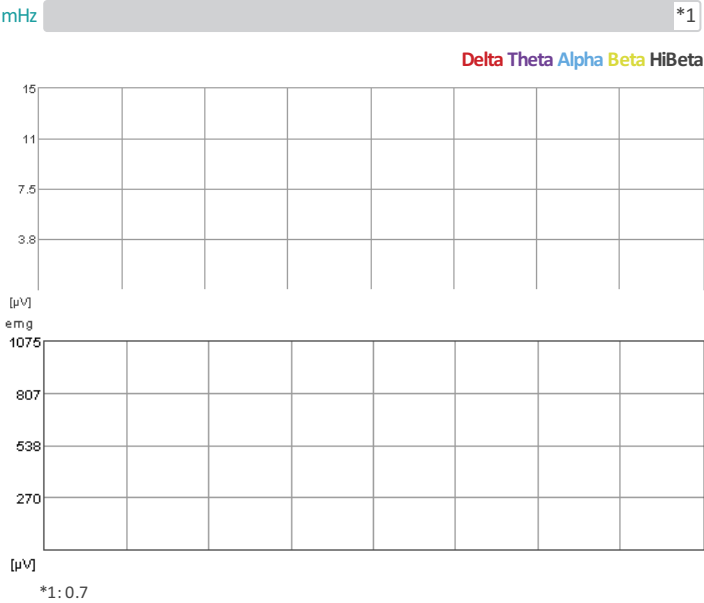 mHz *1
Delta Theta Alpha Beta HiBeta
15
11
7.5
3.8
[µV]
emg
1075
807
538
270
[µV]
*1: 0.7